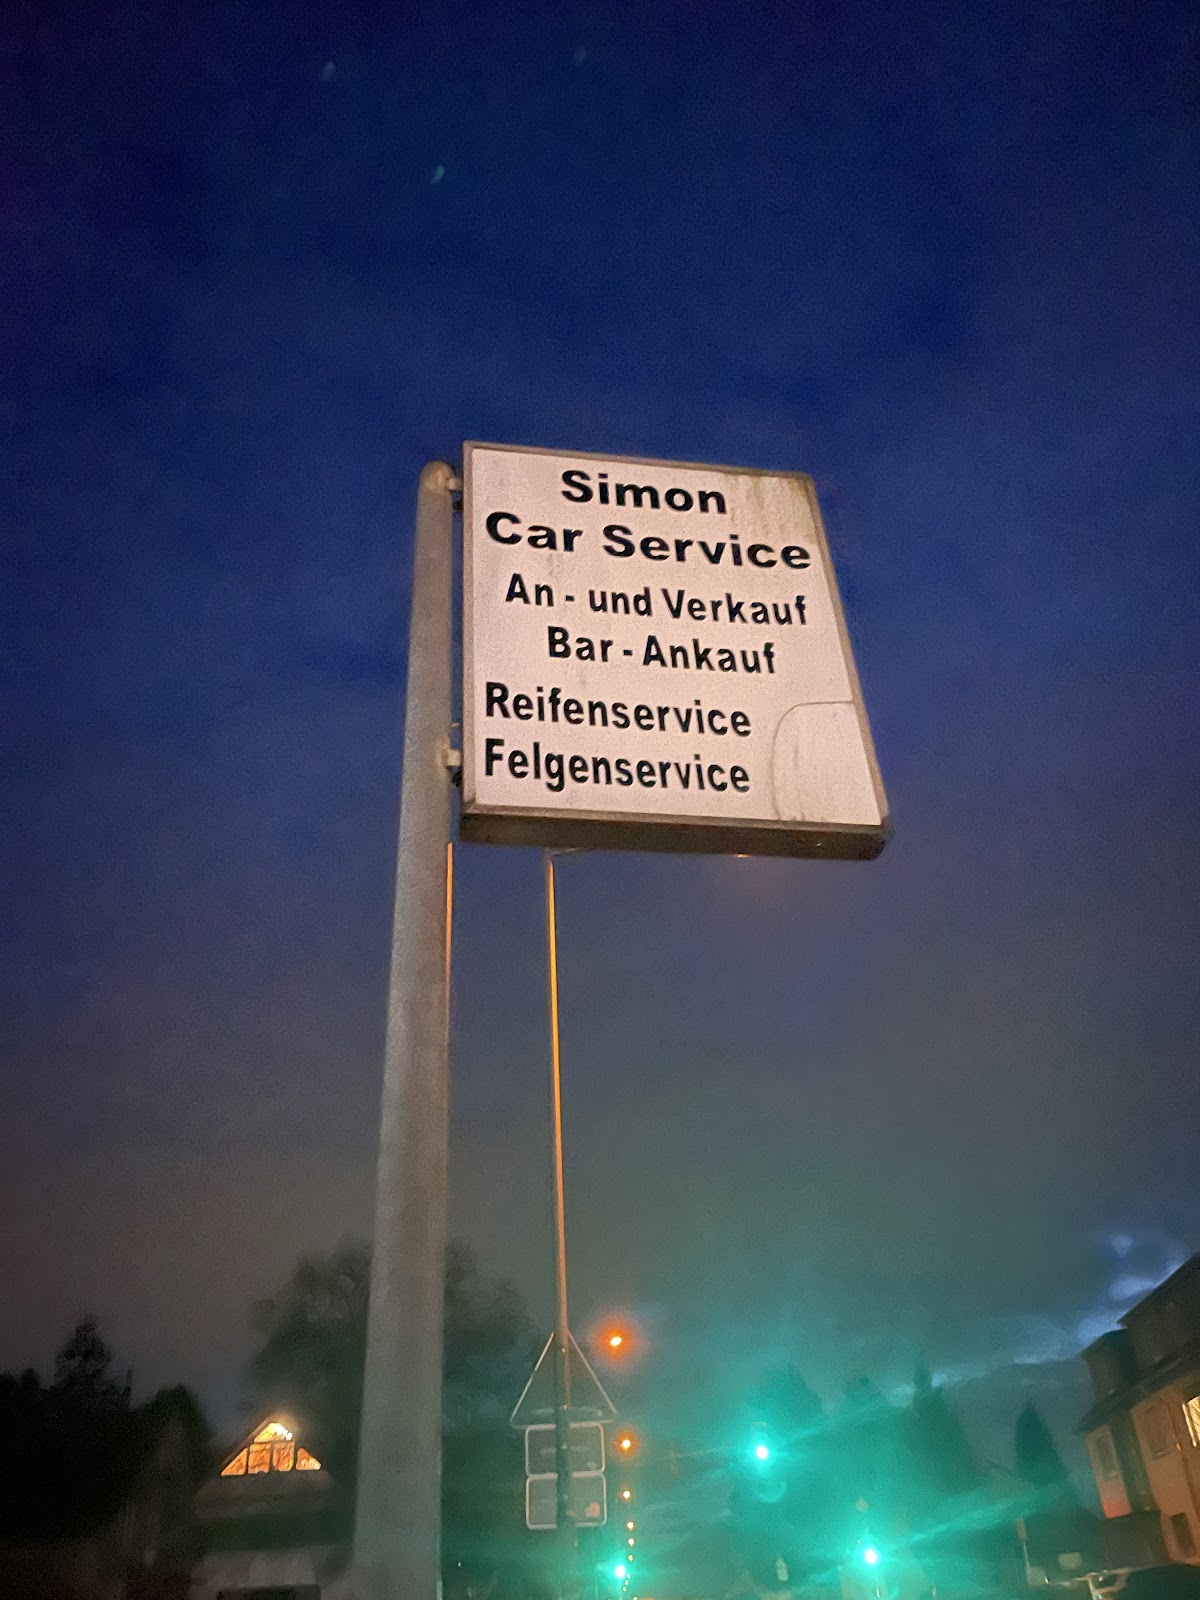 Simon
Car Service
An - und Verkauf
Bar - Ankauf
Reifenservice
Felgenservice